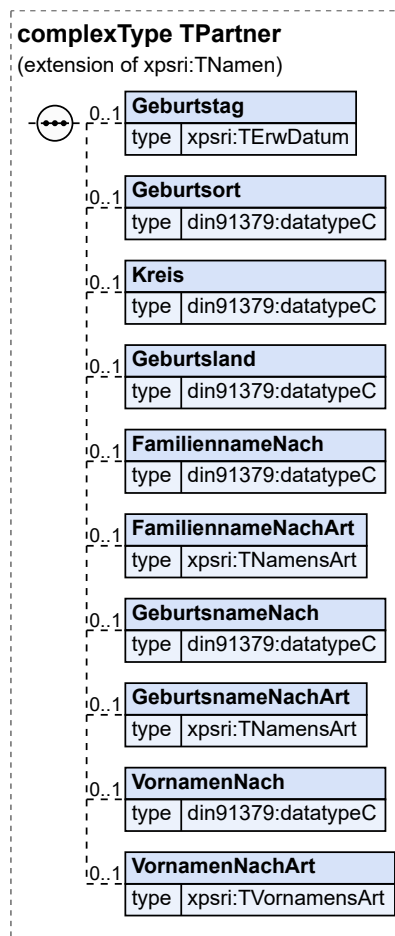 complexType TPartner
(extension of xpsri:TNamen)
0..1 Geburtstag
type xpsri:TErwDatum
0..1 Geburtsort
type din91379:datatypeC
0..1 Kreis
type din91379:datatypeC
0..1 Geburtsland
type din91379:datatypeC
0..1 FamiliennameNach
type din91379:datatypeC
0..1 FamiliennameNachArt
type xpsri:TNamensArt
0..1 GeburtsnameNach
type din91379:datatypeC
0..1 GeburtsnameNachArt
type xpsri:TNamensArt
0..1 VornamenNach
type din91379:datatypeC
0..1 VornamenNachArt
type xpsri:TVornamensArt